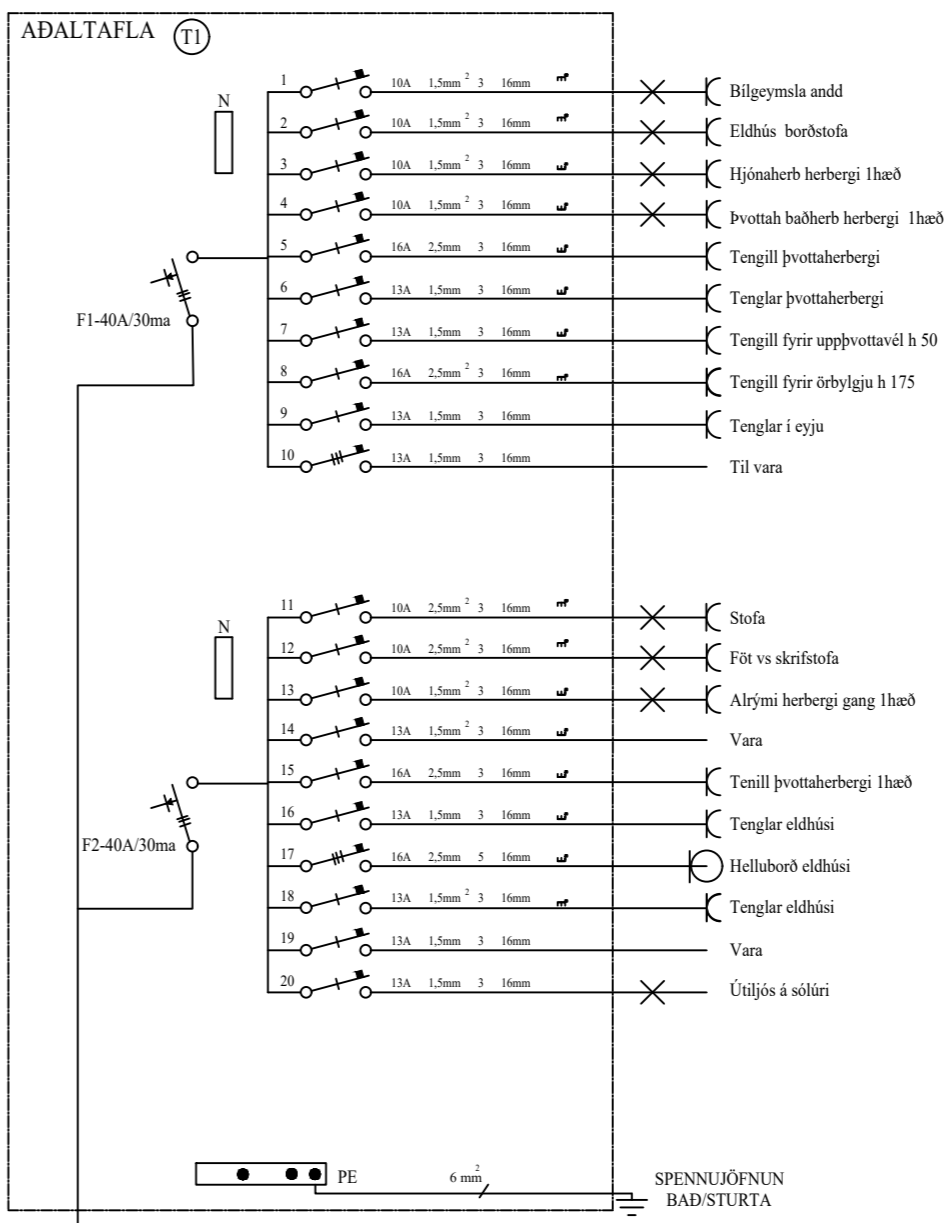 AÐALTAFLA T1
N
1 10A 1,5mm 2 3 16mm Bílgeymsla andd
2 10A 1,5mm 2 3 16mm Eldhús borðstofa
3 10A 1,5mm 2 3 16mm Hjónaherb herbergi 1hæð
4 10A 1,5mm 2 3 16mm Þvottah baðherb herbergi 1hæð
5 16A 2,5mm 3 16mm Tengill þvottaherbergi
6 13A 1,5mm 3 16mm Tenglar þvottaherbergi
F1-40A/30ma
7 13A 1,5mm 3 16mm Tengill fyrir uppþvottavél h 50
8 16A 2,5mm 2 3 16mm Tengill fyrir örbylgju h 175
9 13A 1,5mm 3 16mm Tenglar í eyju
10 13A 1,5mm 3 16mm Til vara
N
11 10A 2,5mm 2 3 16mm Stofa
12 10A 2,5mm 2 3 16mm Föt vs skrifstofa
13 10A 1,5mm 2 3 16mm Alrými herbergi gang 1hæð
14 13A 1,5mm 2 3 16mm Vara
15 16A 2,5mm 3 16mm Tenill þvottaherbergi 1hæð
16 13A 1,5mm 3 16mm Tenglar eldhúsi
F2-40A/30ma
17 16A 2,5mm 5 16mm Helluborð eldhúsi
18 13A 1,5mm 2 3 16mm Tenglar eldhúsi
19 13A 1,5mm 3 16mm Vara
20 13A 1,5mm 3 16mm Útiljós á sólúri
PE 6 mm 2 SPENNUJÖFNUN
BAÐ/STURTA